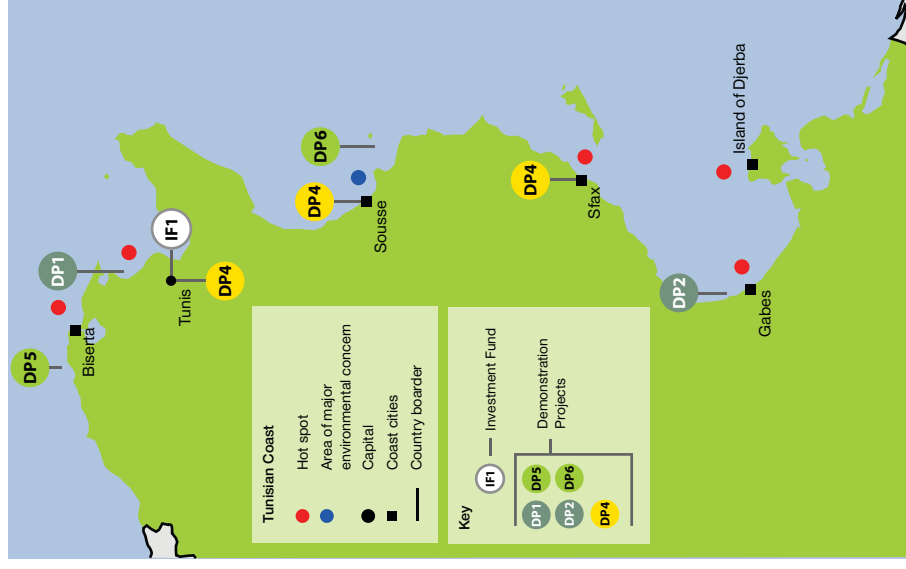 DP5
Biserta
DP1
IF1
Tunis
DP4
DP6
DP4
Sousse
DP4
Sfax
Island of Djerba
DP2
Gabes
Tunisian Coast
Hot spot
Area of major
environmental concern
Capital
Coast cities
Country boarder
Key
IF1
Investment Fund
DP1
DP5
DP2
DP6
DP4
Demonstration
Projects